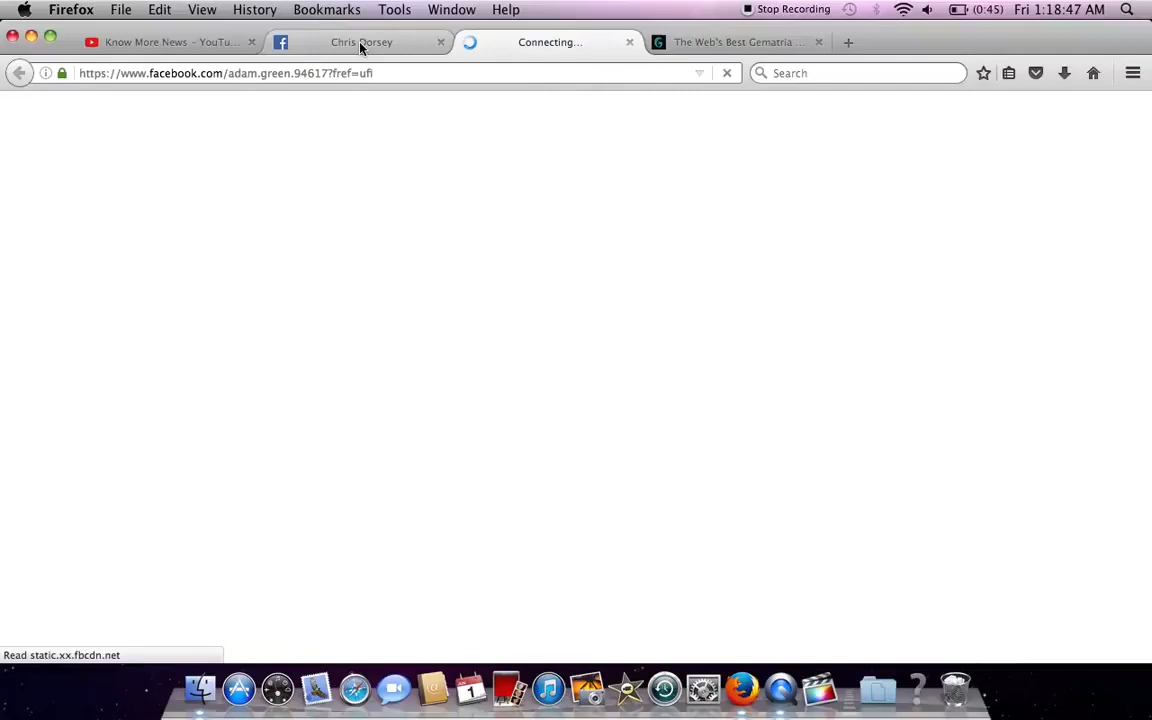 Firefox File Edit View History Bookmarks Tools Window Help Stop Recording (0:45) Fri 1:18:47 AM
Know More News - YouTu... Chris Dorsey Connecting... The Web's Best Gematria ...
https://www.facebook.com/adam.green.94617?fref=ufi Search
Read static.xx.fbcdn.net
1